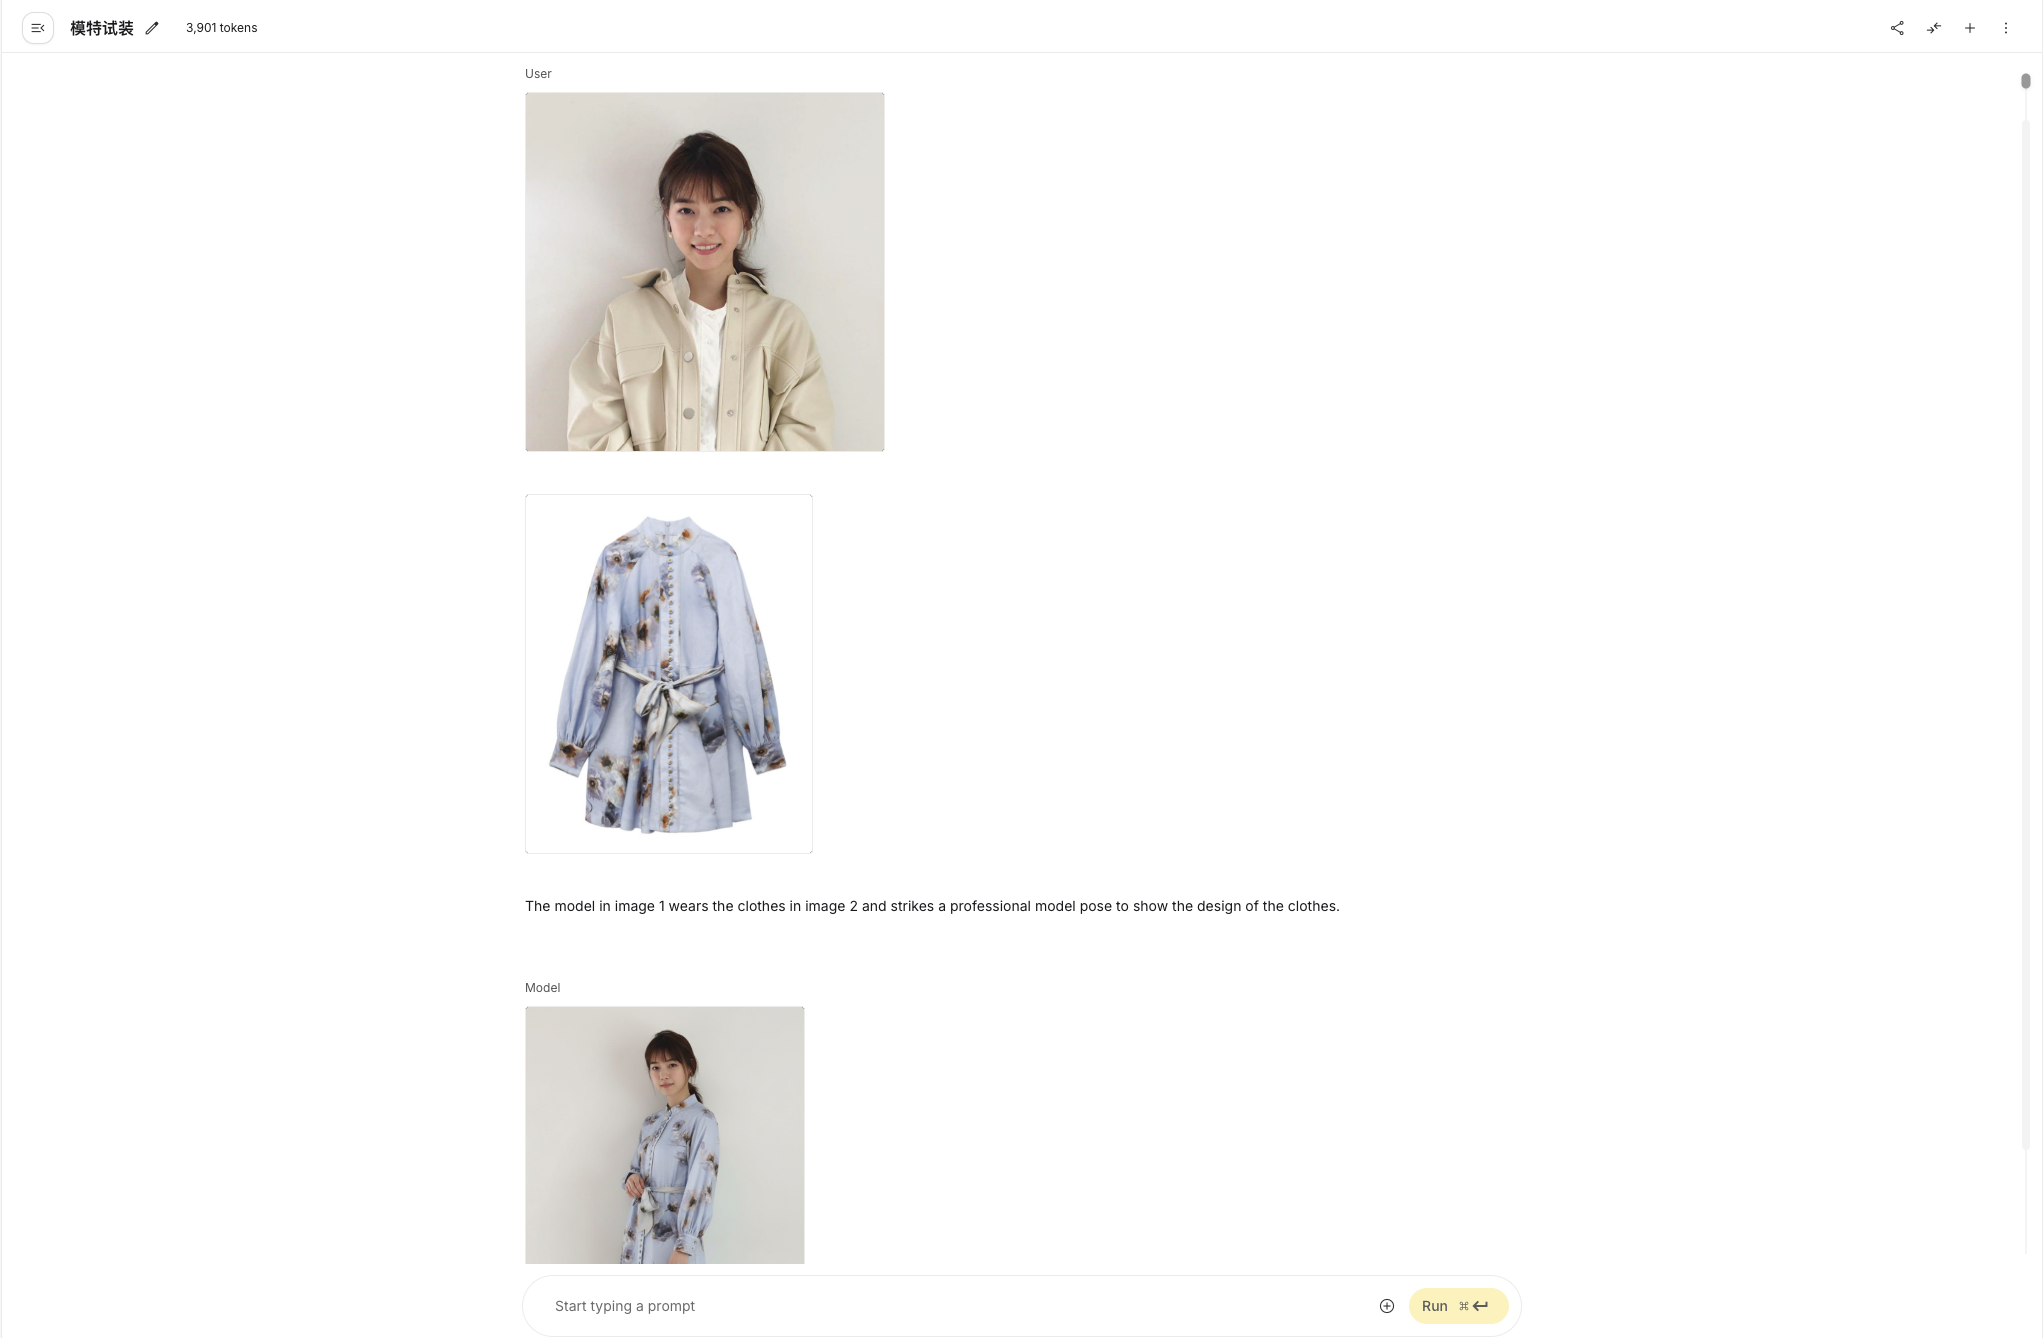 模特试装
3,901 tokens
User
The model in image 1 wears the clothes in image 2 and strikes a professional model pose to show the design of the clothes.
Model
Start typing a prompt
Run ⌘↵